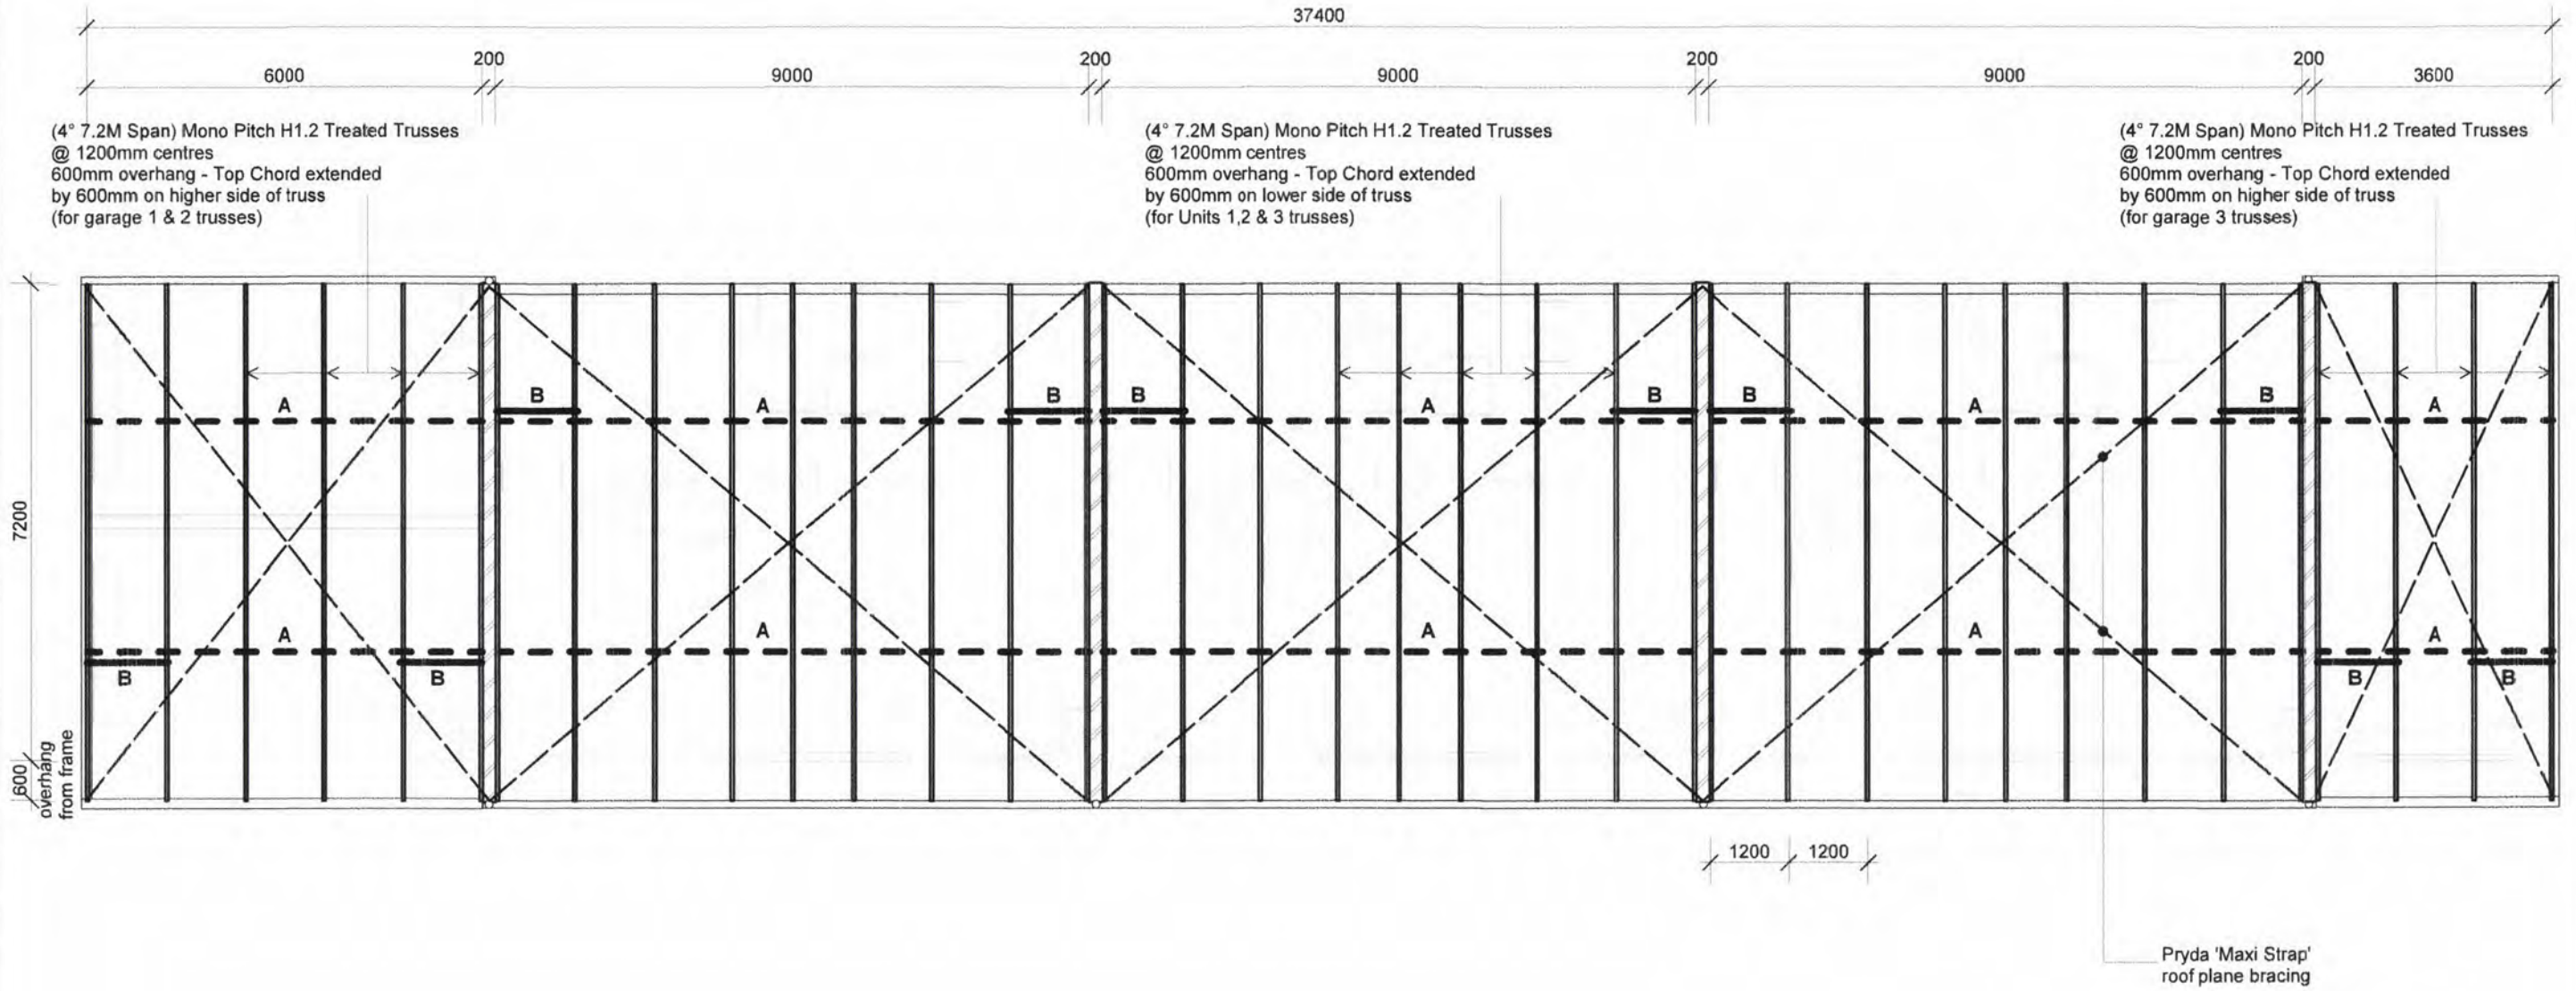 37400
200 200 200 200
6000 9000 9000 9000 3600
(4° 7.2M Span) Mono Pitch H1.2 Treated Trusses
@ 1200mm centres
600mm overhang - Top Chord extended
by 600mm on higher side of truss
(for garage 1 & 2 trusses)
(4° 7.2M Span) Mono Pitch H1.2 Treated Trusses
@ 1200mm centres
600mm overhang - Top Chord extended
by 600mm on lower side of truss
(for Units 1,2 & 3 trusses)
(4° 7.2M Span) Mono Pitch H1.2 Treated Trusses
@ 1200mm centres
600mm overhang - Top Chord extended
by 600mm on higher side of truss
(for garage 3 trusses)
B B B B B B
A A A A A
7200
A A A A A
B B B B
600
overhang
from frame
1200 1200
Pryda 'Maxi Strap'
roof plane bracing